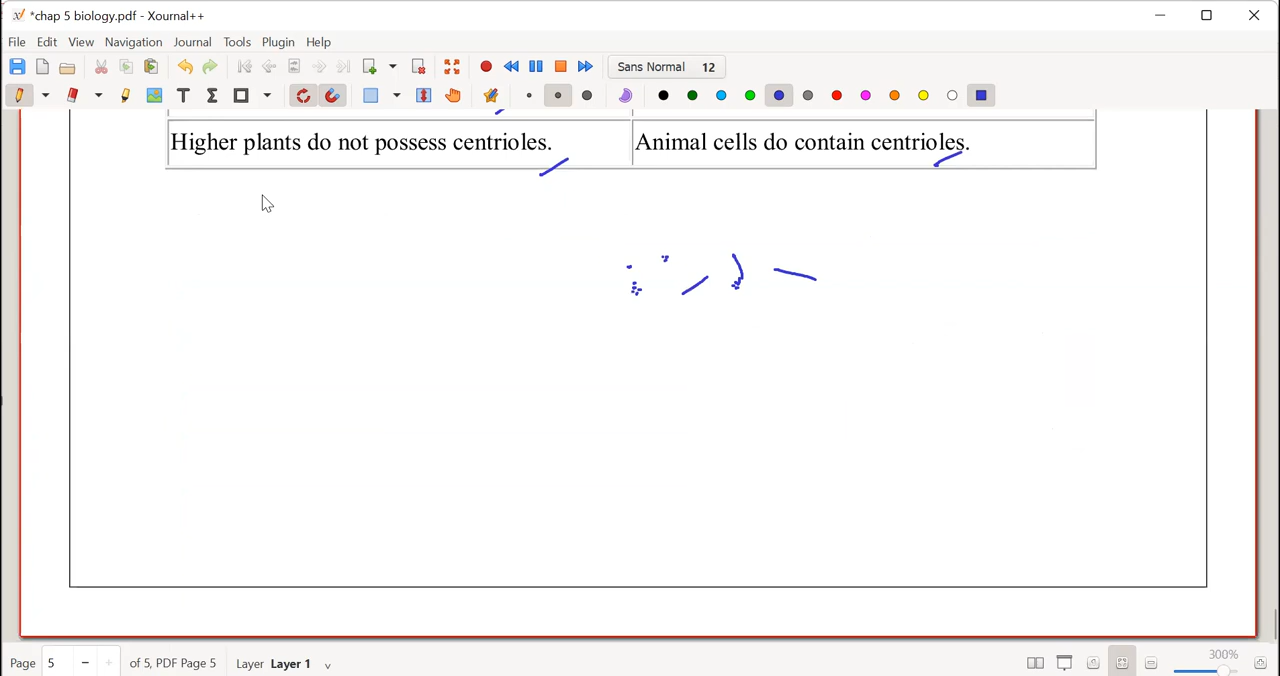 *chap 5 biology.pdf - Xournal++
File Edit View Navigation Journal Tools Plugin Help
Sans Normal 12
Higher plants do not possess centrioles. Animal cells do contain centrioles.
Page 5 of 5, PDF Page 5 Layer Layer 1 300%